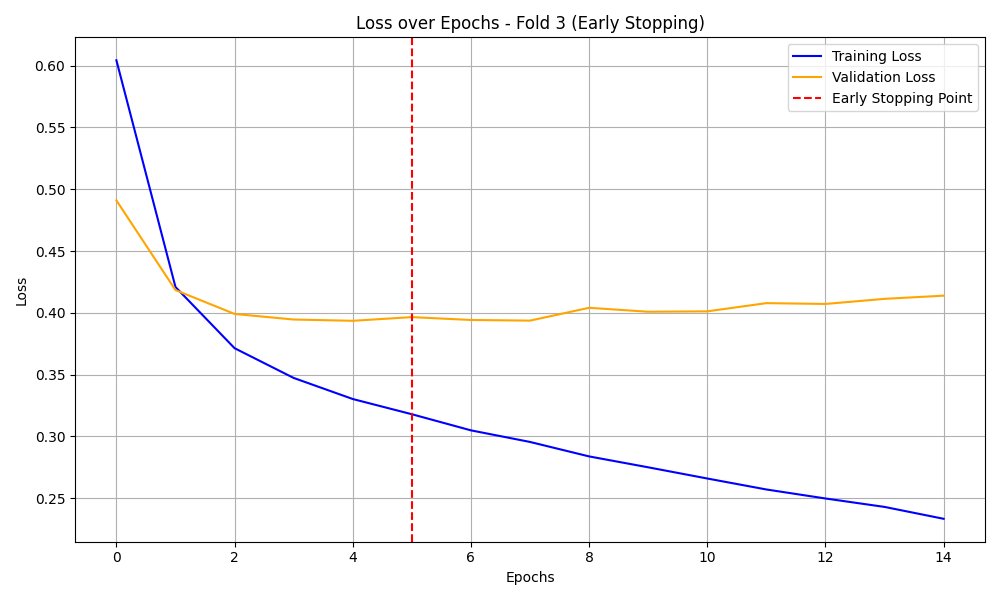 Loss over Epochs - Fold 3 (Early Stopping)
Training Loss
Validation Loss
Early Stopping Point
Loss
0.60
0.55
0.50
0.45
0.40
0.35
0.30
0.25
0 2 4 6 8 10 12 14
Epochs